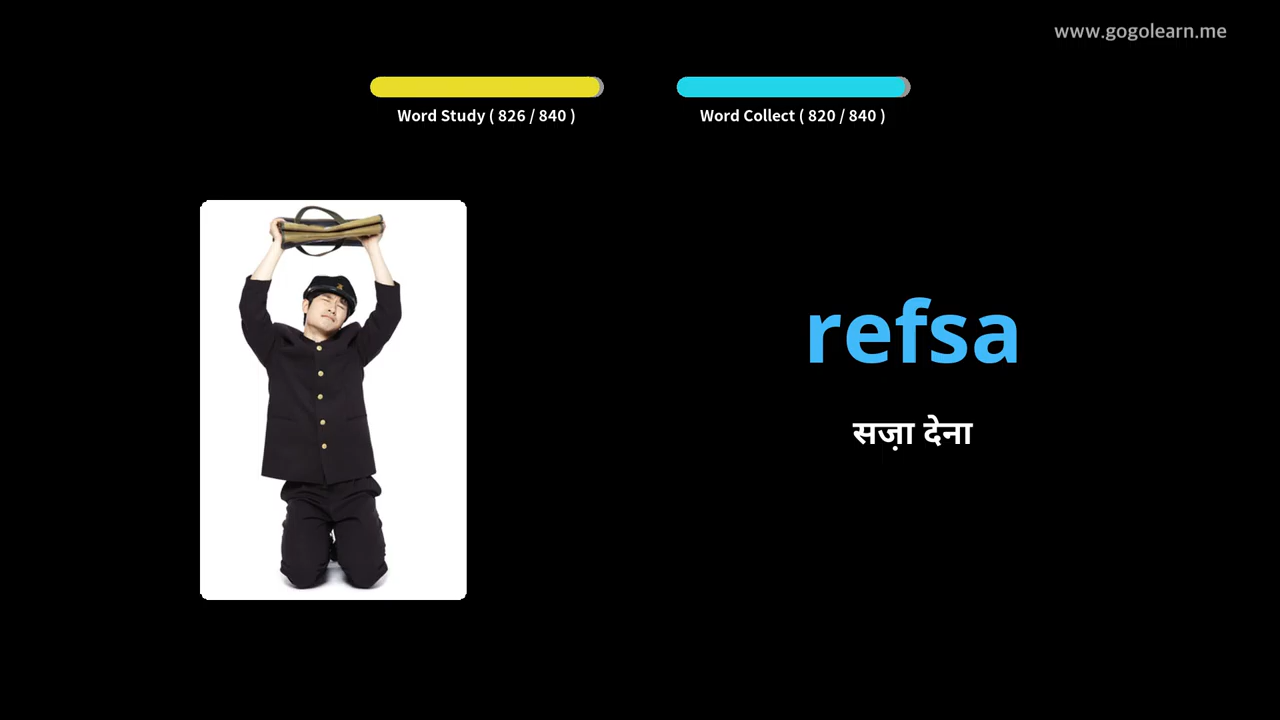 www.gogolearn.me
Word Study ( 826 / 840 )
Word Collect ( 820 / 840 )
refsa
सज़ा देना